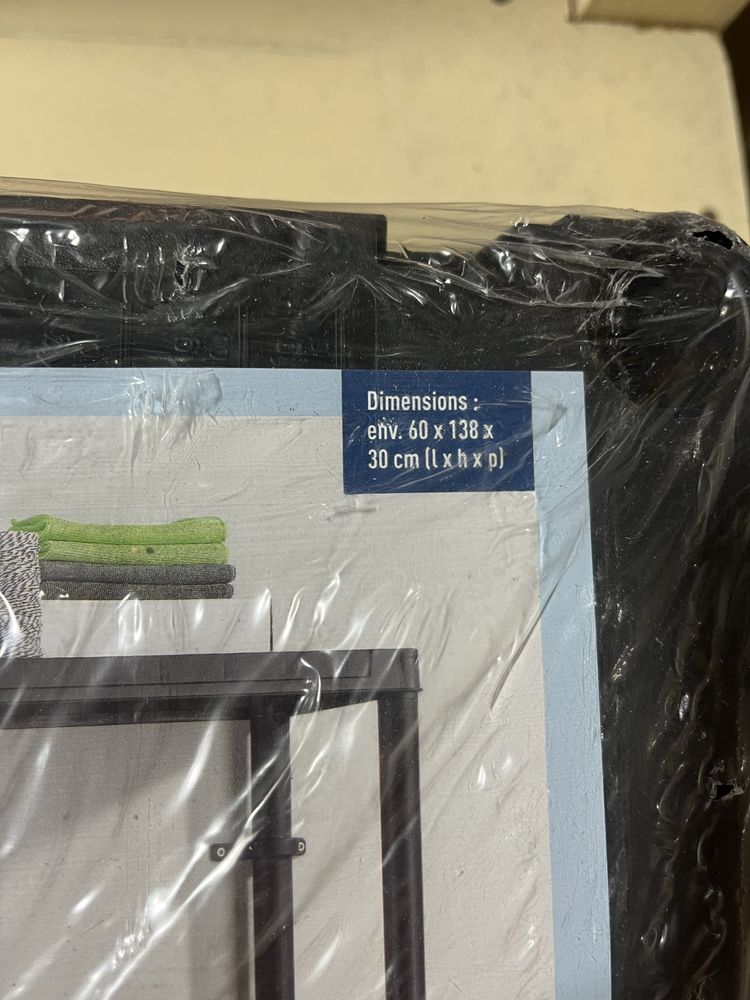 Dimensions :
env. 60 x 138 x
30 cm (l x h x p)